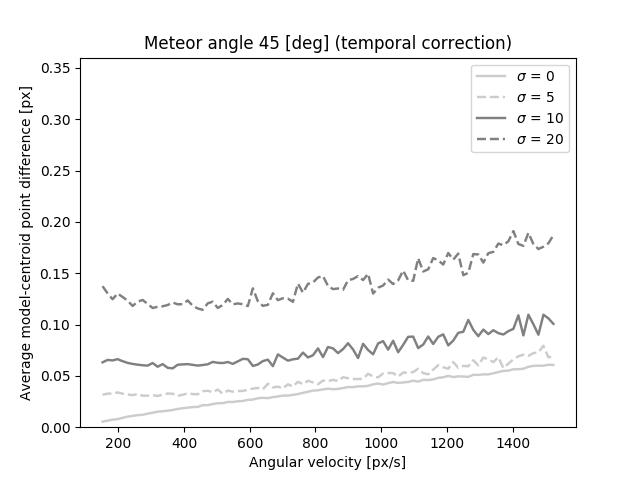 Meteor angle 45 [deg] (temporal correction)
Average model-centroid point difference [px]
0.35
0.30
0.25
0.20
0.15
0.10
0.05
0.00
σ = 0
σ = 5
σ = 10
σ = 20
200 400 600 800 1000 1200 1400
Angular velocity [px/s]